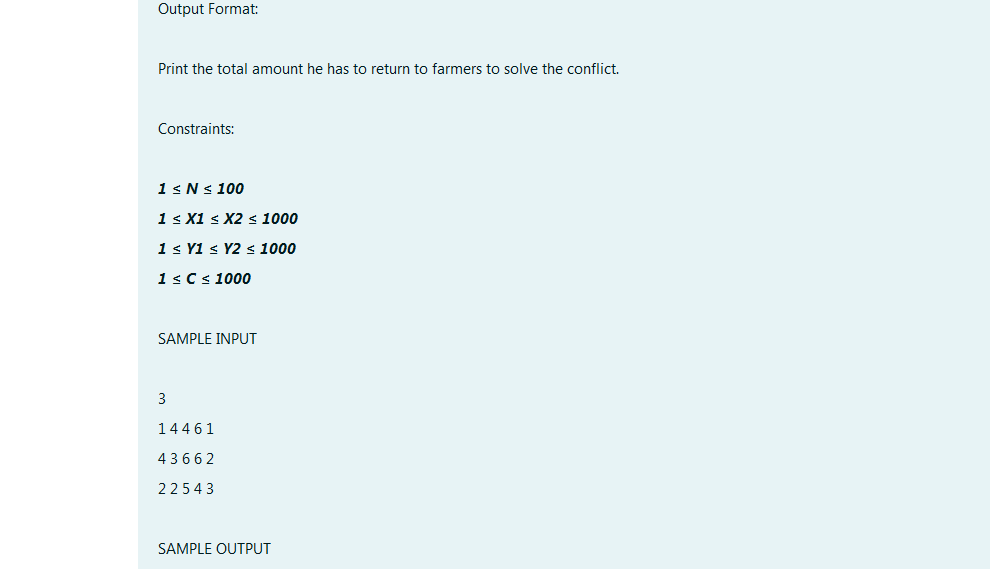 Output Format:
Print the total amount he has to return to farmers to solve the conflict.
Constraints:
1 ≤ N ≤ 100
1 ≤ X1 ≤ X2 ≤ 1000
1 ≤ Y1 ≤ Y2 ≤ 1000
1 ≤ C ≤ 1000
SAMPLE INPUT
3
1 4 4 6 1
4 3 6 6 2
2 2 5 4 3
SAMPLE OUTPUT